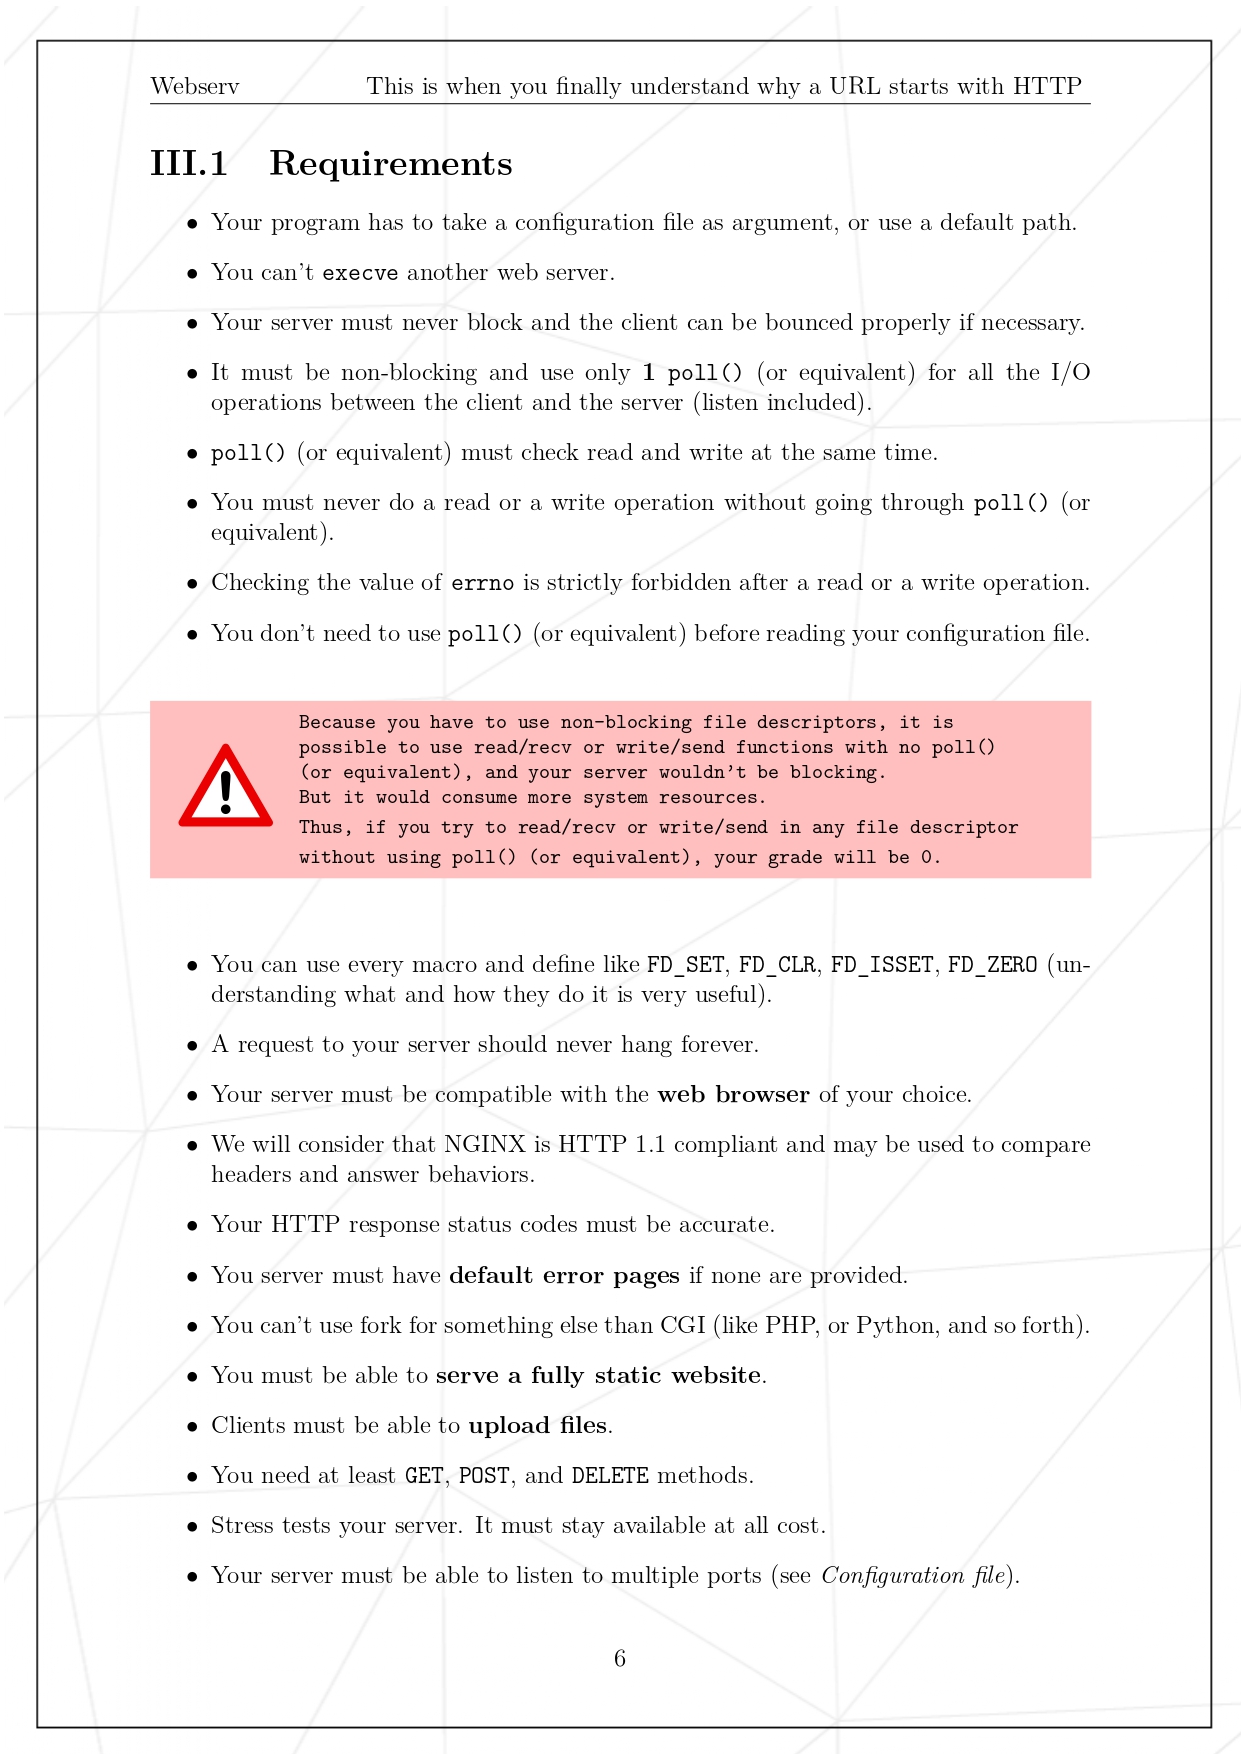 Webserv This is when you finally understand why a URL starts with HTTP
III.1 Requirements
• Your program has to take a configuration file as argument, or use a default path.
• You can't execve another web server.
• Your server must never block and the client can be bounced properly if necessary.
• It must be non-blocking and use only 1 poll() (or equivalent) for all the I/O
operations between the client and the server (listen included).
• poll() (or equivalent) must check read and write at the same time.
• You must never do a read or a write operation without going through poll() (or
equivalent).
• Checking the value of errno is strictly forbidden after a read or a write operation.
• You don't need to use poll() (or equivalent) before reading your configuration file.
Because you have to use non-blocking file descriptors, it is
possible to use read/recv or write/send functions with no poll()
(or equivalent), and your server wouldn't be blocking.
But it would consume more system resources.
Thus, if you try to read/recv or write/send in any file descriptor
without using poll() (or equivalent), your grade will be 0.
• You can use every macro and define like FD_SET, FD_CLR, FD_ISSET, FD_ZERO (un-
derstanding what and how they do it is very useful).
• A request to your server should never hang forever.
• Your server must be compatible with the web browser of your choice.
• We will consider that NGINX is HTTP 1.1 compliant and may be used to compare
headers and answer behaviors.
• Your HTTP response status codes must be accurate.
• You server must have default error pages if none are provided.
• You can't use fork for something else than CGI (like PHP, or Python, and so forth).
• You must be able to serve a fully static website.
• Clients must be able to upload files.
• You need at least GET, POST, and DELETE methods.
• Stress tests your server. It must stay available at all cost.
• Your server must be able to listen to multiple ports (see Configuration file).
6